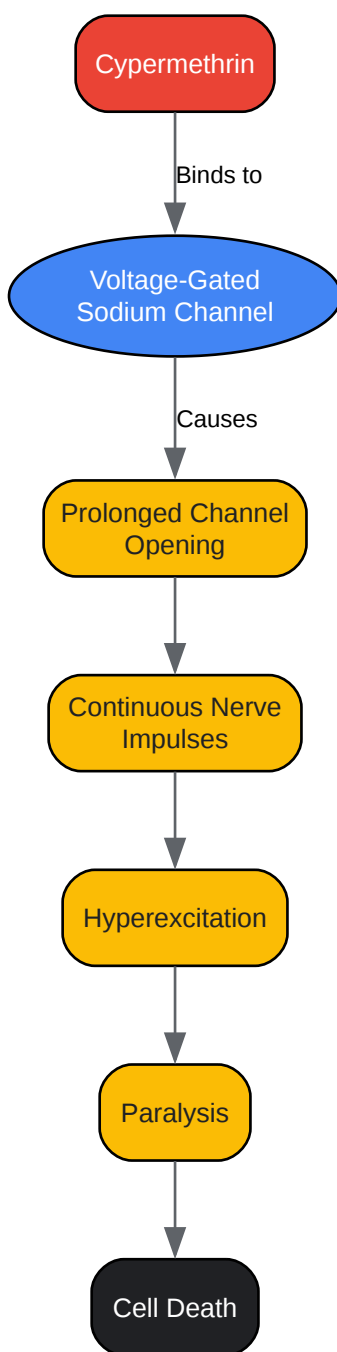 Cypermethrin
Binds to
Voltage-Gated
Sodium Channel
Causes
Prolonged Channel
Opening
Continuous Nerve
Impulses
Hyperexcitation
Paralysis
Cell Death